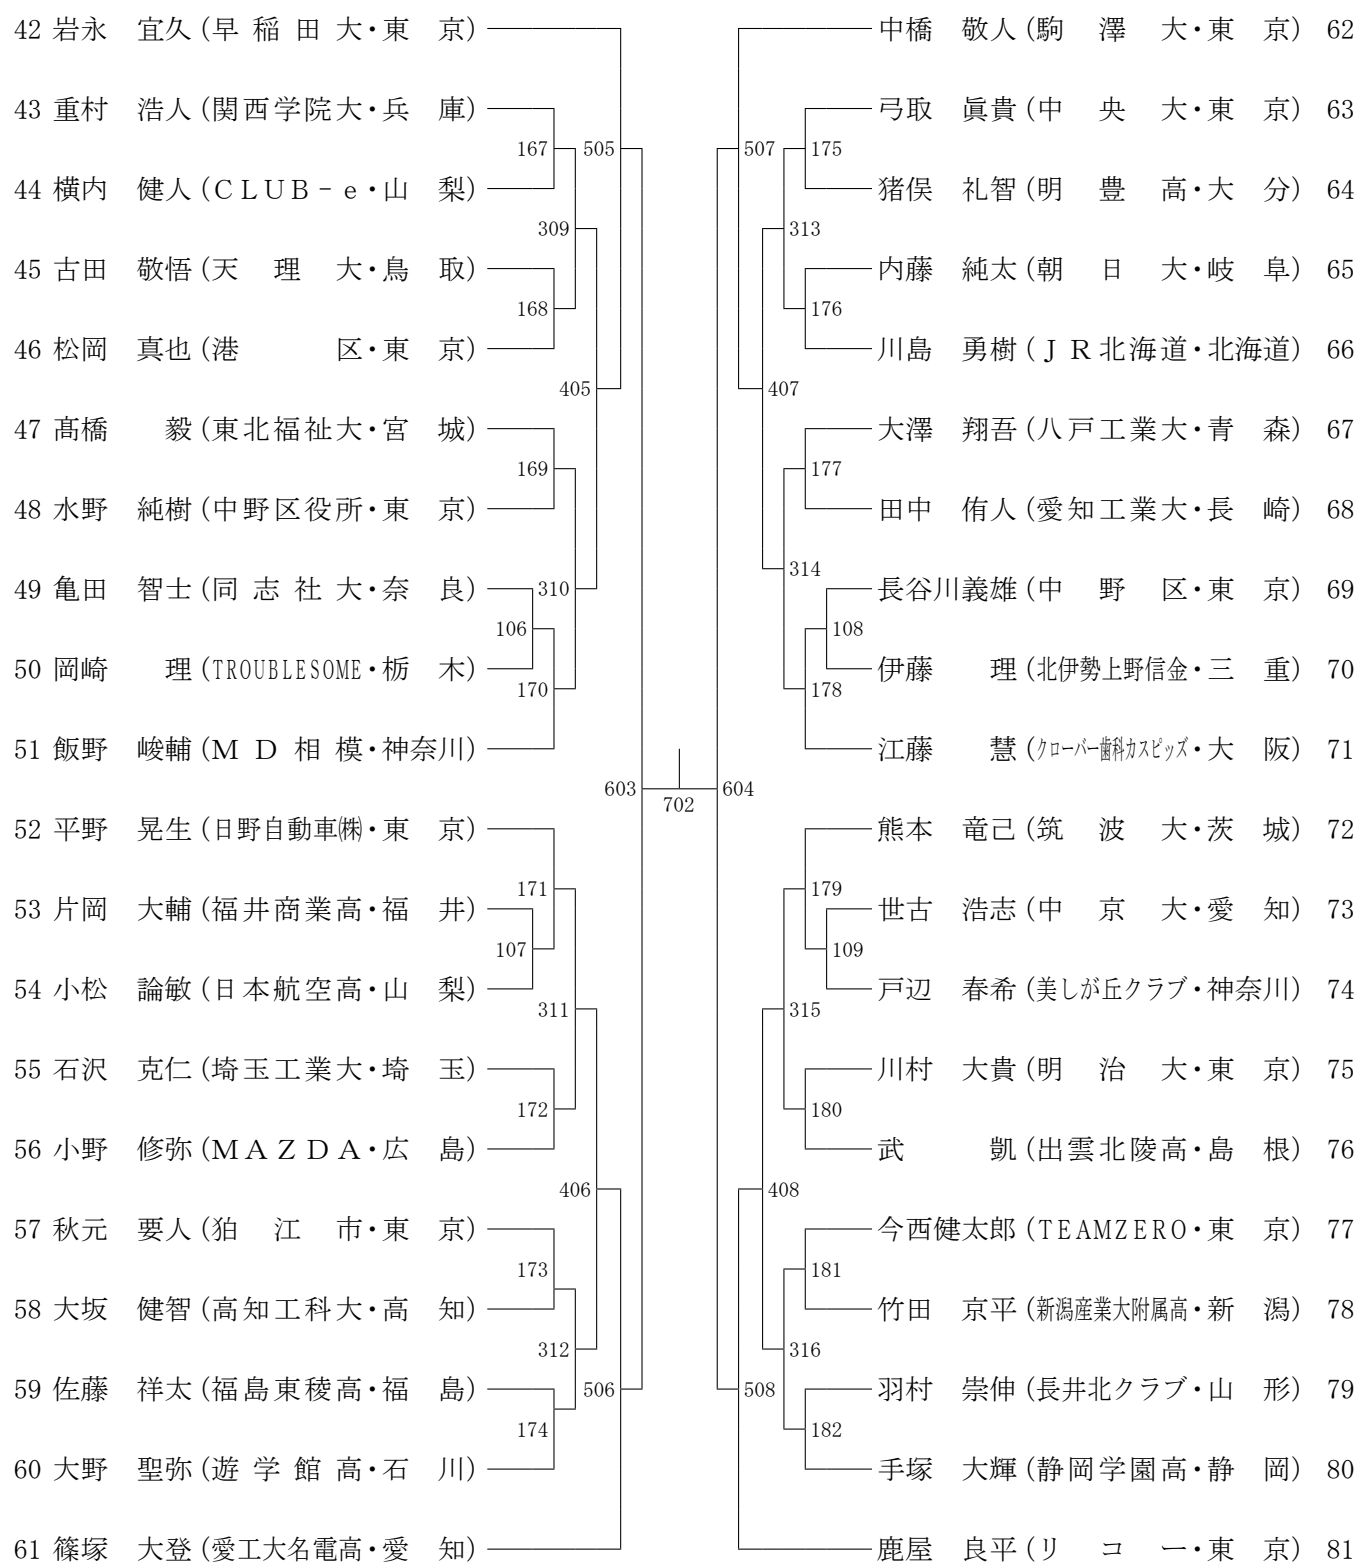 42 岩永 宜久 (早稲田大・東 京)
43 重村 浩人 (関西学院大・兵 庫)
44 横内 健人 (CLUB-e・山 梨)
45 古田 敬悟 (天 理 大・鳥 取)
46 松岡 真也 (港 区・東 京)
47 髙橋 毅 (東北福祉大・宮 城)
48 水野 純樹 (中野区役所・東 京)
49 亀田 智士 (同志社大・奈 良)
50 岡崎 理 (TROUBLESOME・栃 木)
51 飯野 峻輔 (MD相模・神奈川)
52 平野 晃生 (日野自動車㈱・東 京)
53 片岡 大輔 (福井商業高・福 井)
54 小松 論敏 (日本航空高・山 梨)
55 石沢 克仁 (埼玉工業大・埼 玉)
56 小野 修弥 (MAZDA・広 島)
57 秋元 要人 (狛 江 市・東 京)
58 大坂 健智 (高知工科大・高 知)
59 佐藤 祥太 (福島東稜高・福 島)
60 大野 聖弥 (遊学館高・石 川)
61 篠塚 大登 (愛工大名電高・愛 知)
167
168
169
106
170
171
107
172
173
174
309
310
311
312
405
406
505
506
603
702
604
507
508
407
408
313
314
315
316
175
176
177
108
178
179
109
180
181
182
中橋 敬人 (駒 澤 大・東 京) 62
弓取 眞貴 (中 央 大・東 京) 63
猪俣 礼智 (明 豊 高・大 分) 64
内藤 純太 (朝 日 大・岐 阜) 65
川島 勇樹 (JR北海道・北海道) 66
大澤 翔吾 (八戸工業大・青 森) 67
田中 侑人 (愛知工業大・長 崎) 68
長谷川義雄 (中 野 区・東 京) 69
伊藤 理 (北伊勢上野信金・三 重) 70
江藤 慧 (クローバー歯科カスピッズ・大 阪) 71
熊本 竜己 (筑 波 大・茨 城) 72
世古 浩志 (中 京 大・愛 知) 73
戸辺 春希 (美しが丘クラブ・神奈川) 74
川村 大貴 (明 治 大・東 京) 75
武 凱 (出雲北陵高・島 根) 76
今西健太郎 (TEAMZERO・東 京) 77
竹田 京平 (新潟産業大附属高・新 潟) 78
羽村 崇伸 (長井北クラブ・山 形) 79
手塚 大輝 (静岡学園高・静 岡) 80
鹿屋 良平 (リ コ ー・東 京) 81